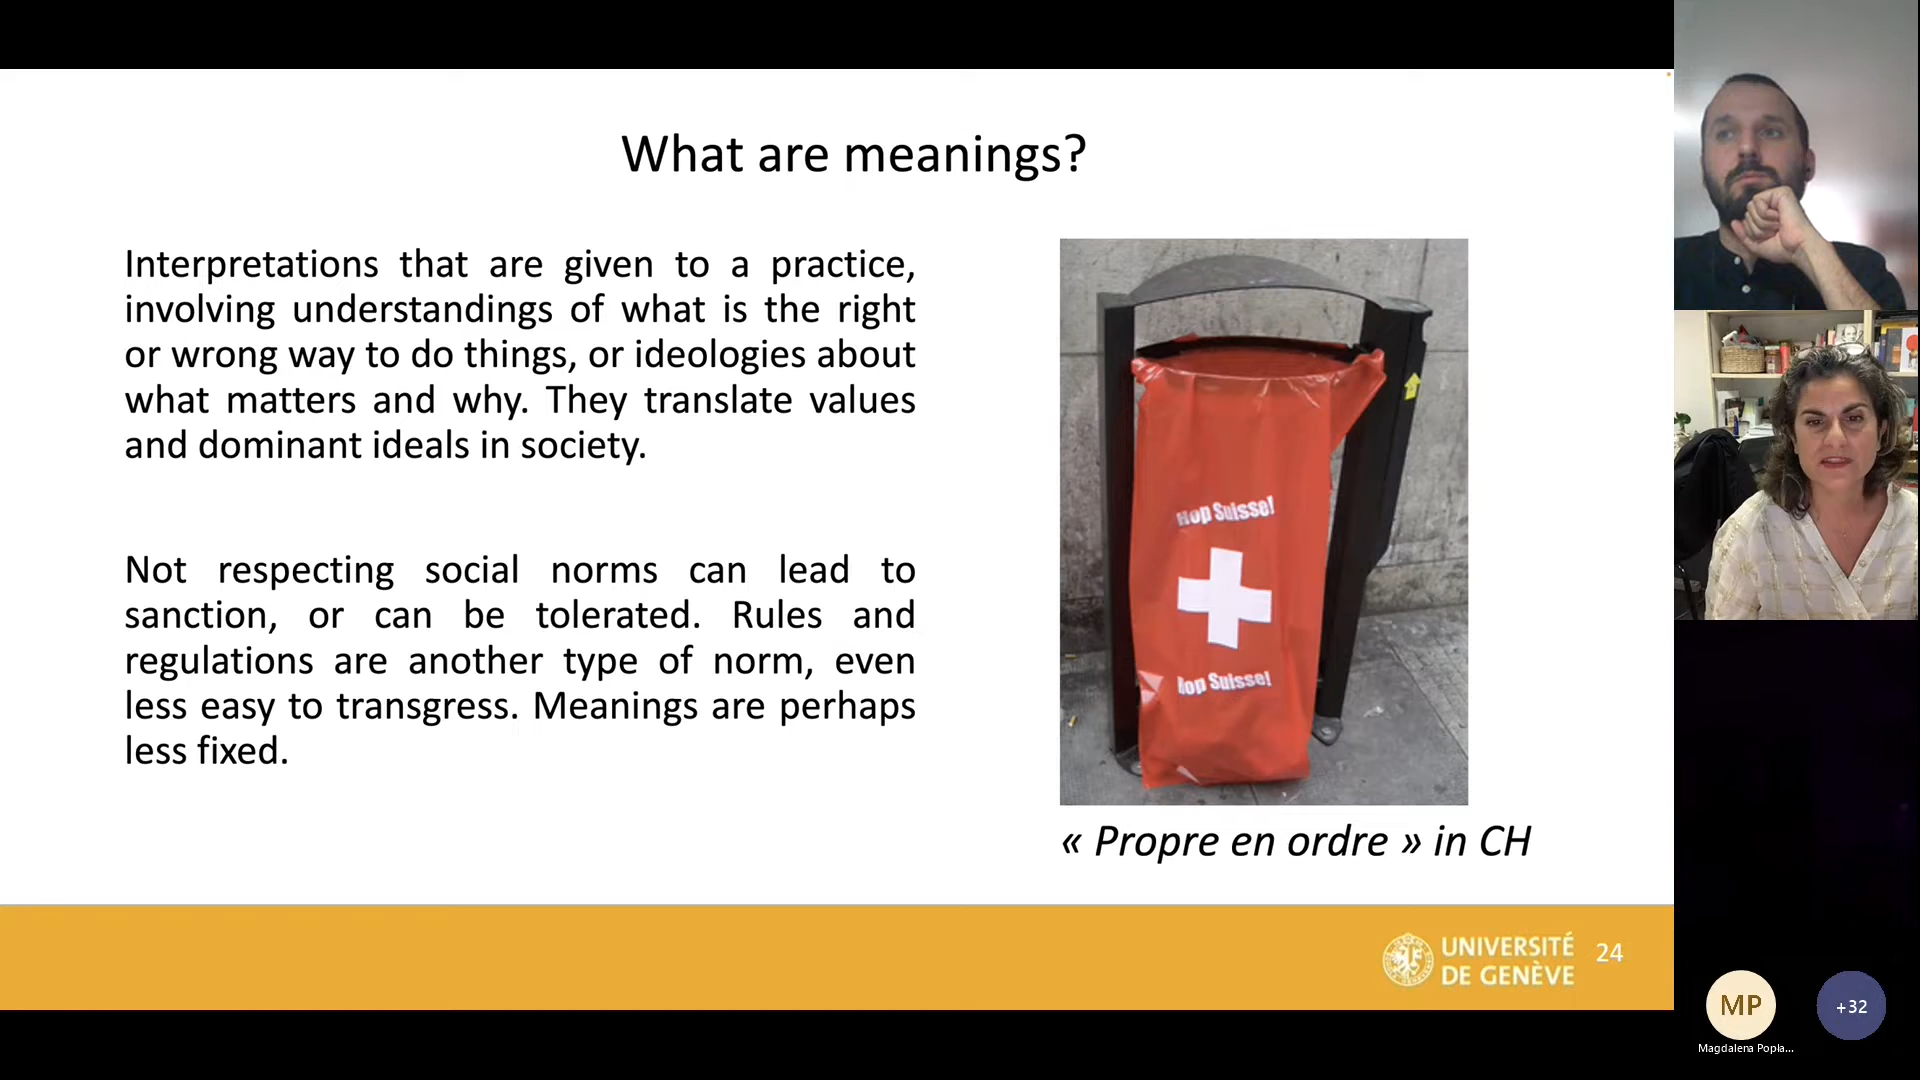 What are meanings?
Interpretations that are given to a practice,
involving understandings of what is the right
or wrong way to do things, or ideologies about
what matters and why. They translate values
and dominant ideals in society.
Not respecting social norms can lead to
sanction, or can be tolerated. Rules and
regulations are another type of norm, even
less easy to transgress. Meanings are perhaps
less fixed.
Hop Suisse!
Hop Suisse!
« Propre en ordre » in CH
UNIVERSITÉ
DE GENÈVE
24
MP
+32
Magdalena Popla...